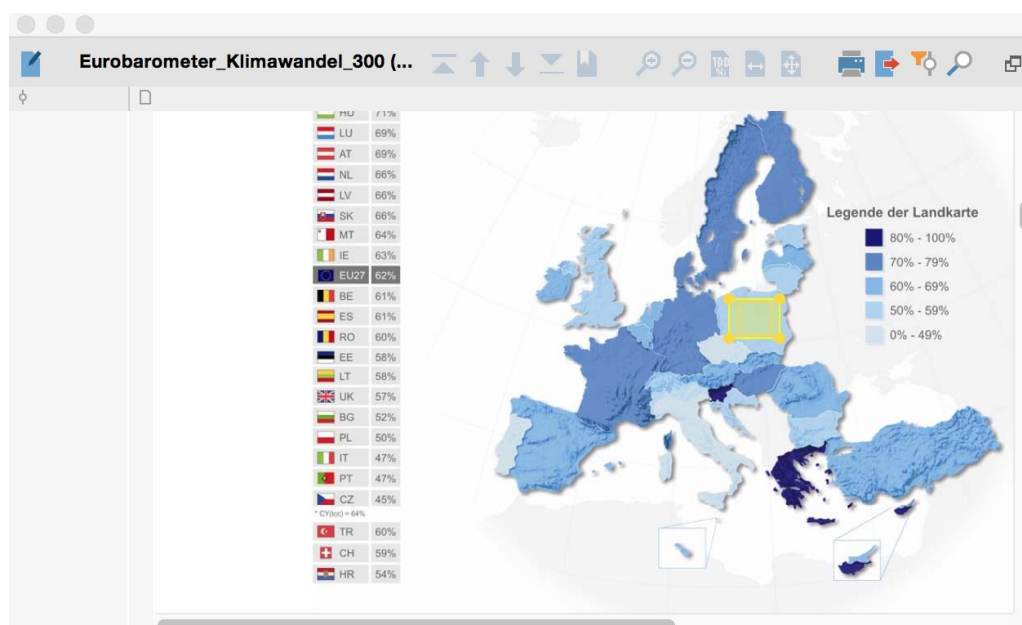 Eurobarometer_Klimawandel_300 (...
HU 71%
LU 69%
AT 69%
NL 66%
LV 66%
SK 66%
MT 64%
IE 63%
EU27 62%
BE 61%
ES 61%
RO 60%
EE 58%
LT 58%
UK 57%
BG 52%
PL 50%
IT 47%
PT 47%
CZ 45%
* CY(tcc) = 64%
TR 60%
CH 59%
HR 54%
Legende der Landkarte
80% - 100%
70% - 79%
60% - 69%
50% - 59%
0% - 49%
100
%